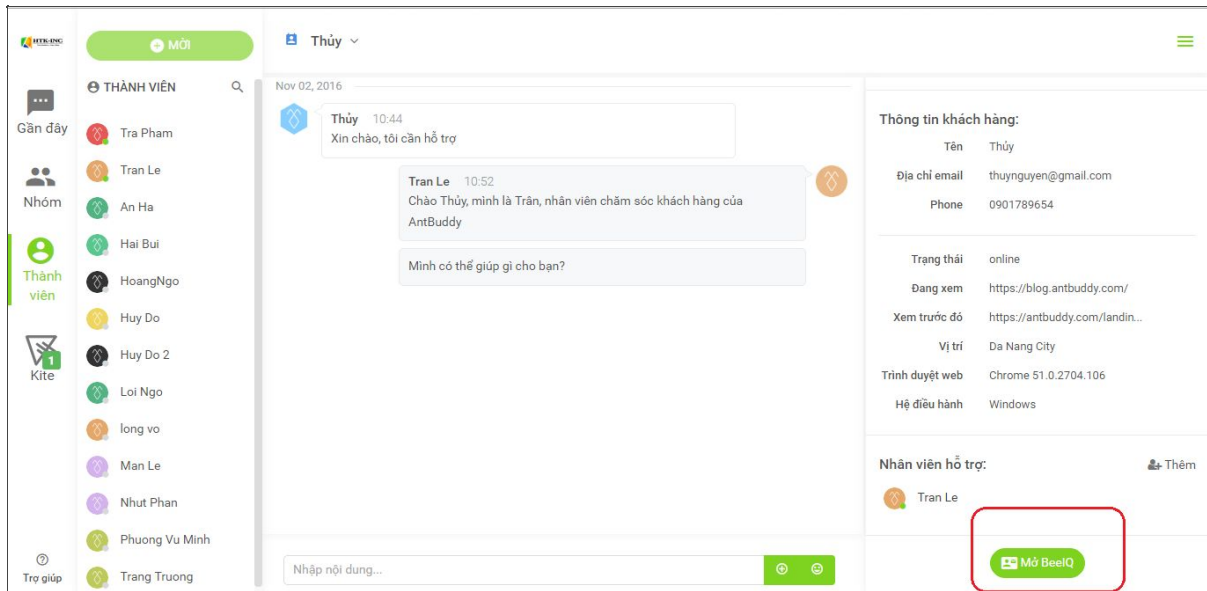 HTK-INC
MỜI
Thủy
THÀNH VIÊN
Gần đây
Nhóm
Thành
viên
1
Kite
Trợ giúp
Tra Pham
Tran Le
An Ha
Hai Bui
HoangNgo
Huy Do
Huy Do 2
Loi Ngo
long vo
Man Le
Nhut Phan
Phuong Vu Minh
Trang Truong
Nov 02, 2016
Thủy 10:44
Xin chào, tôi cần hỗ trợ
Tran Le 10:52
Chào Thủy, mình là Trân, nhân viên chăm sóc khách hàng của
AntBuddy
Mình có thể giúp gì cho bạn?
Nhập nội dung...
Thông tin khách hàng:
Tên Thủy
Địa chỉ email thuynguyen@gmail.com
Phone 0901789654
Trạng thái online
Đang xem https://blog.antbuddy.com/
Xem trước đó https://antbuddy.com/landin...
Vị trí Da Nang City
Trình duyệt web Chrome 51.0.2704.106
Hệ điều hành Windows
Nhân viên hỗ trợ: Thêm
Tran Le
Mở BeeIQ